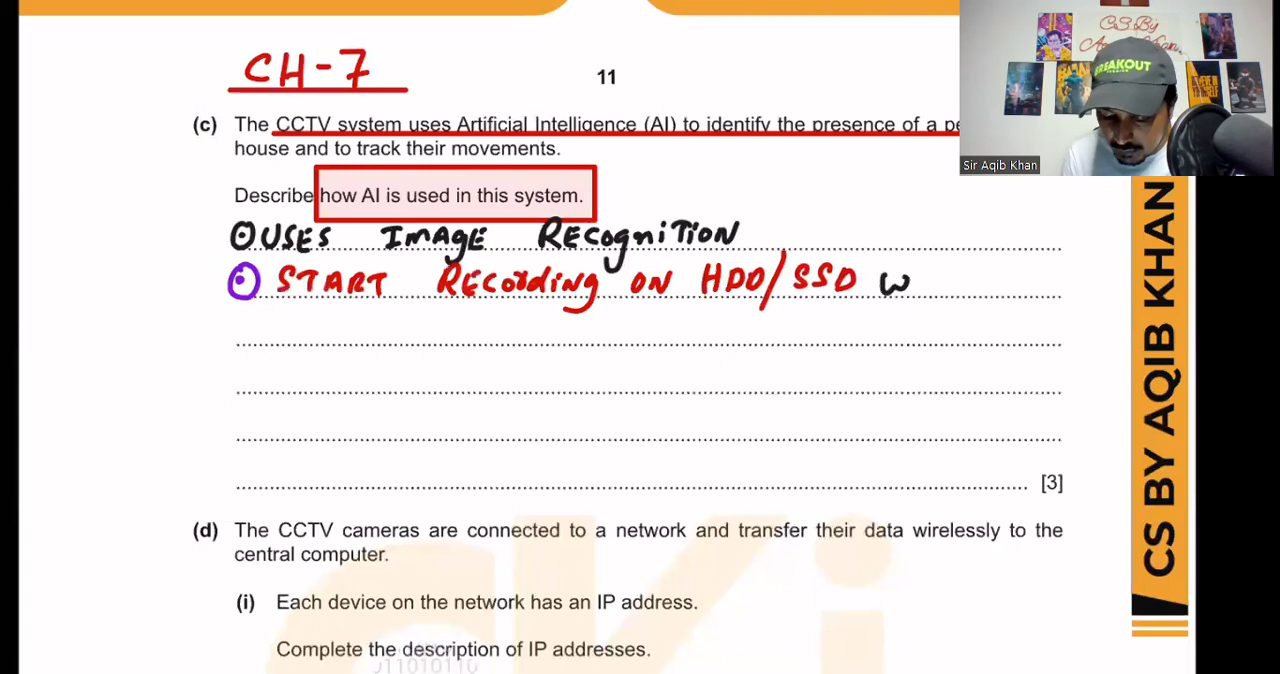 CH-7
11
CS By
BREAKOUT
Sir Aqib Khan
(c) The CCTV system uses Artificial Intelligence (AI) to identify the presence of a pe
house and to track their movements.
Describe how AI is used in this system.
USES IMAGE RECognITION
START RECording ON HDD/SSD w
[3]
(d) The CCTV cameras are connected to a network and transfer their data wirelessly to the
central computer.
(i) Each device on the network has an IP address.
Complete the description of IP addresses.
011010110
CS BY AQIB KHAN